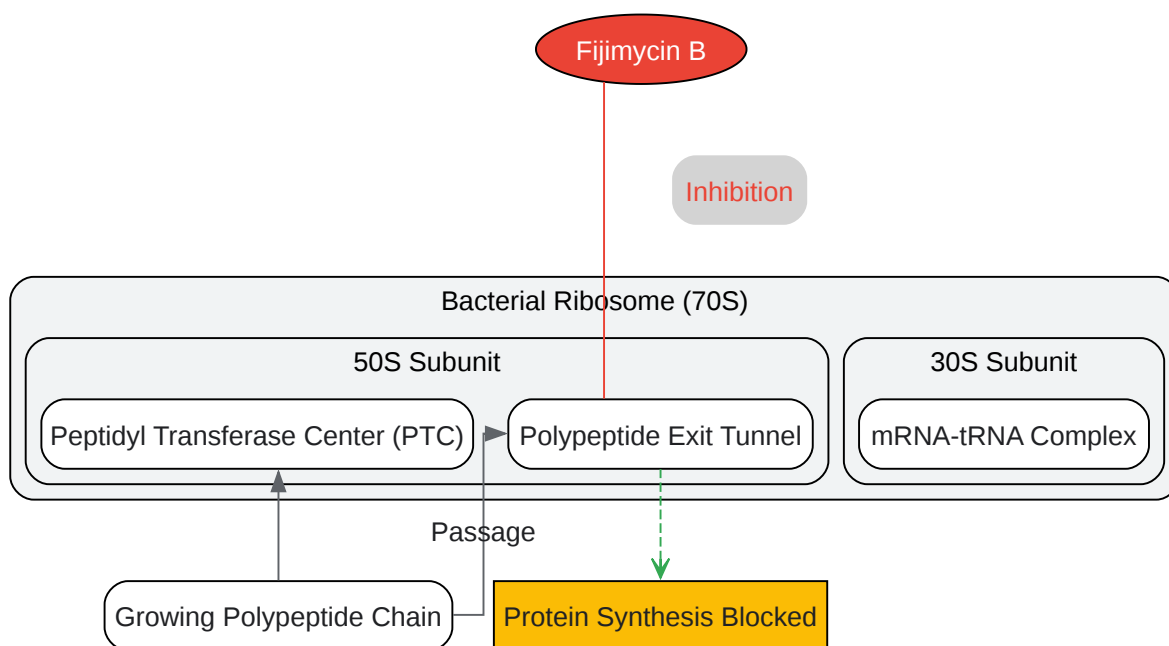 Fijimycin B
Inhibition
Bacterial Ribosome (70S)
50S Subunit
30S Subunit
Peptidyl Transferase Center (PTC)
Polypeptide Exit Tunnel
mRNA-tRNA Complex
Passage
Growing Polypeptide Chain
Protein Synthesis Blocked